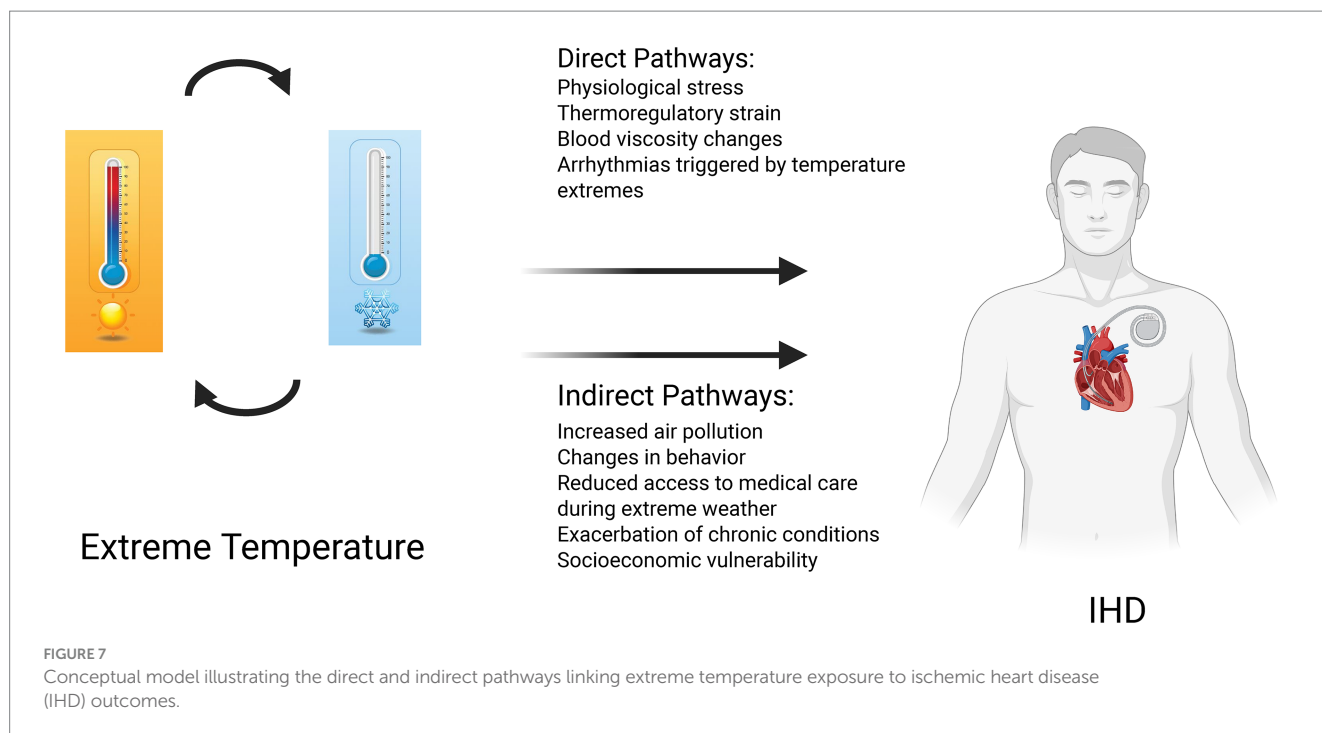 Direct Pathways:
Physiological stress
Thermoregulatory strain
Blood viscosity changes
Arrhythmias triggered by temperature
extremes
Indirect Pathways:
Increased air pollution
Changes in behavior
Reduced access to medical care
during extreme weather
Exacerbation of chronic conditions
Socioeconomic vulnerability
Extreme Temperature
IHD
FIGURE 7
Conceptual model illustrating the direct and indirect pathways linking extreme temperature exposure to ischemic heart disease
(IHD) outcomes.